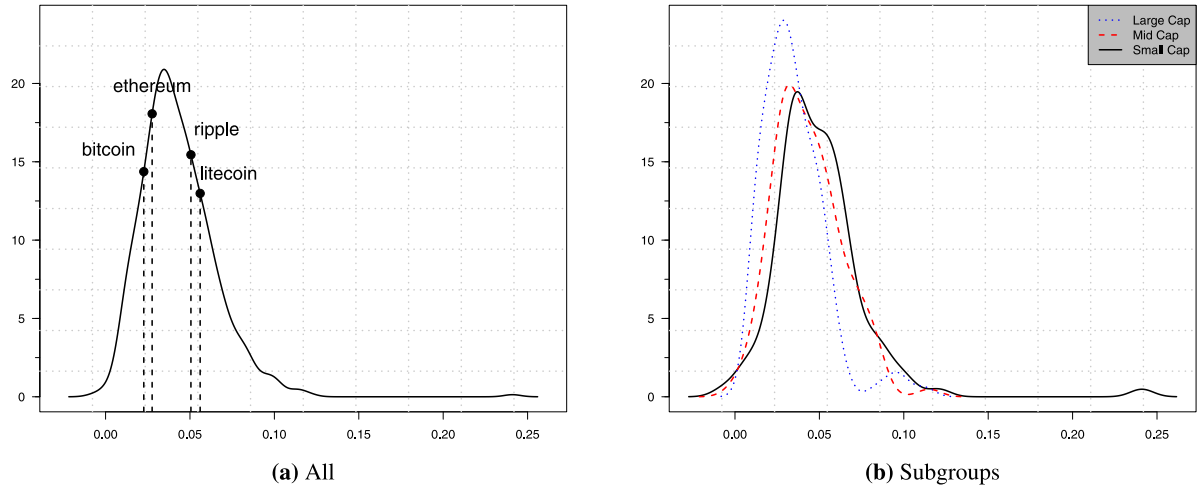 20
15
10
5
0
ethereum
ripple
bitcoin
litecoin
0.00 0.05 0.10 0.15 0.20 0.25
(a) All
Large Cap
Mid Cap
Small Cap
20
15
10
5
0
0.00 0.05 0.10 0.15 0.20 0.25
(b) Subgroups